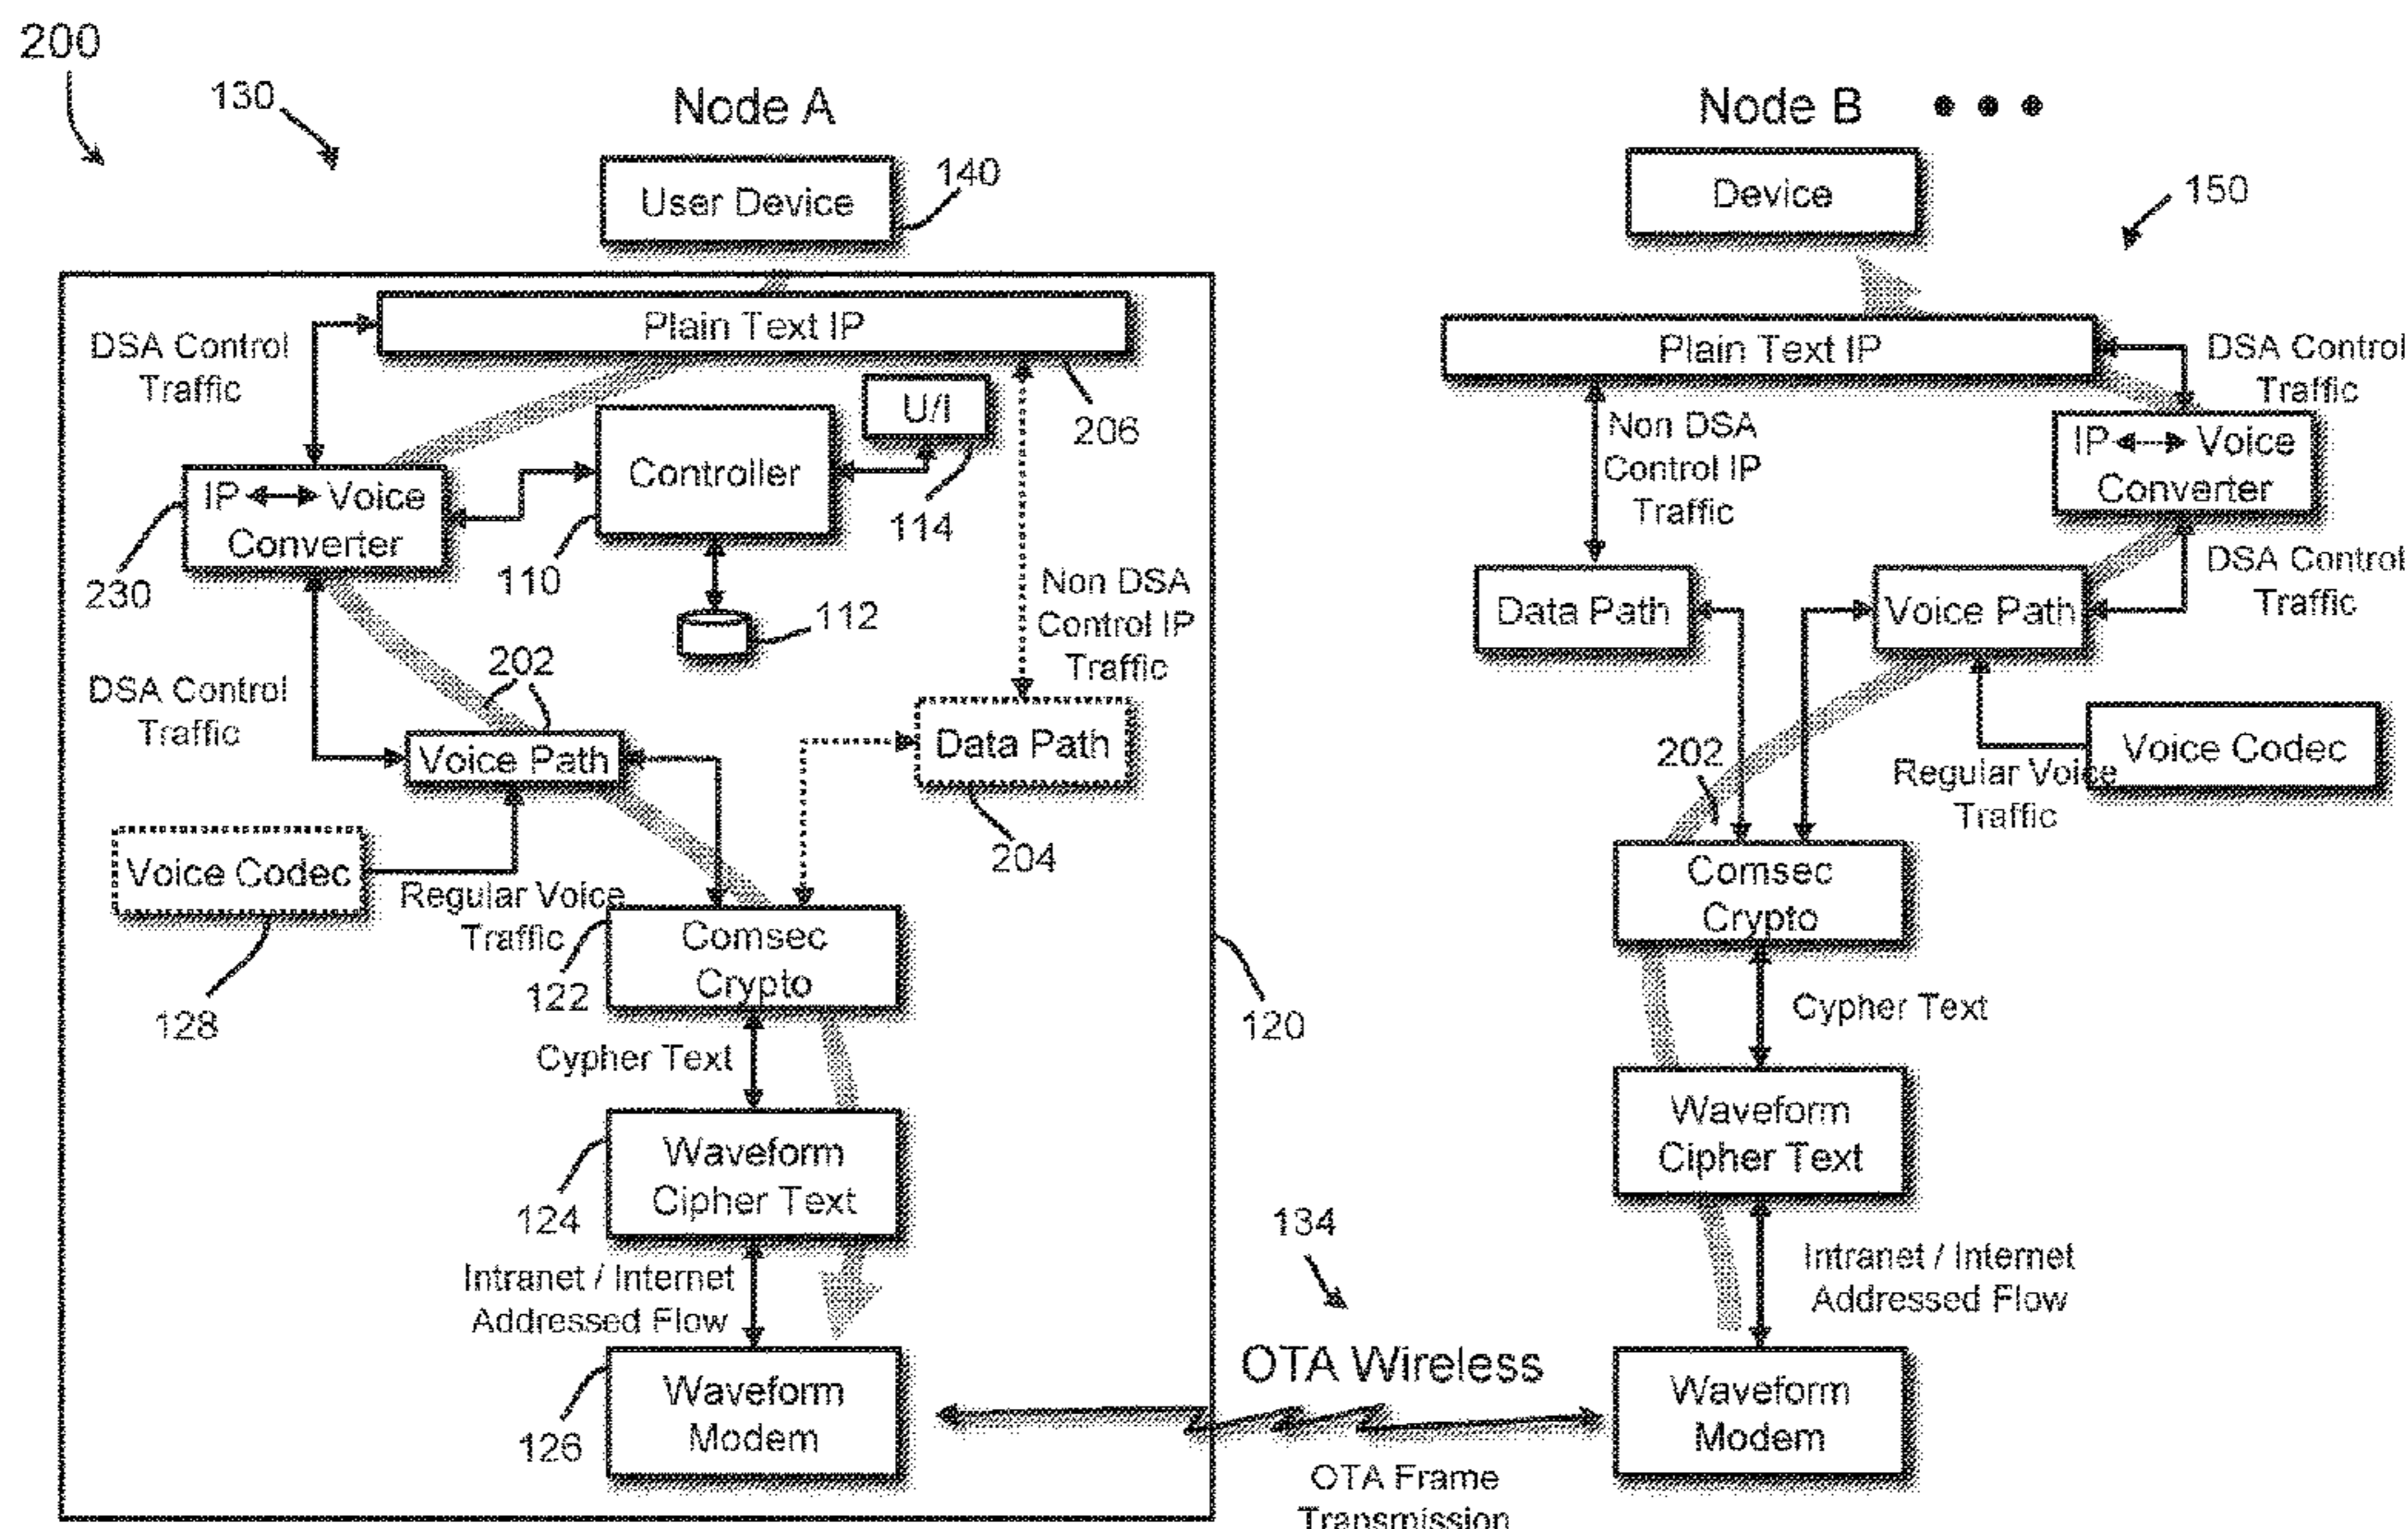 200
130
Node A
User Device
140
Plain Text IP
206
DSA Control
Traffic
U/I
114
Controller
110
112
IP Voice
Converter
230
Non DSA
Control IP
Traffic
DSA Control
Traffic
202
Voice Path
Data Path
204
Voice Codec
128
Regular Voice
Traffic
Comsec
Crypto
122
120
Cypher Text
Waveform
Cipher Text
124
Intranet / Internet
Addressed Flow
Waveform
Modem
126
134
OTA Wireless
OTA Frame
Transmission
Node B
Device
150
Plain Text IP
DSA Control
Traffic
Non DSA
Control IP
Traffic
IP Voice
Converter
DSA Control
Traffic
Data Path
Voice Path
202
Voice Codec
Regular Voice
Traffic
Comsec
Crypto
Cypher Text
Waveform
Cipher Text
Intranet / Internet
Addressed Flow
Waveform
Modem